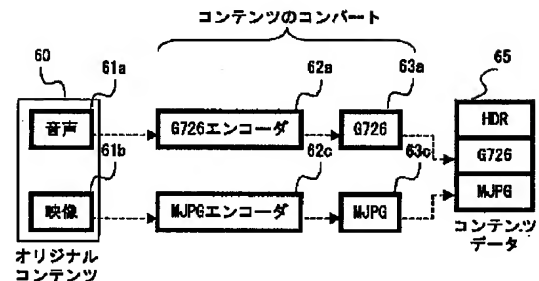 コンテンツのコンバート
60
61a
62a
63a
65
音声
G726エンコーダ
G726
HDR
G726
MJPG
61b
62c
63c
映像
MJPGエンコーダ
MJPG
オリジナル
コンテンツ
コンテンツ
データ